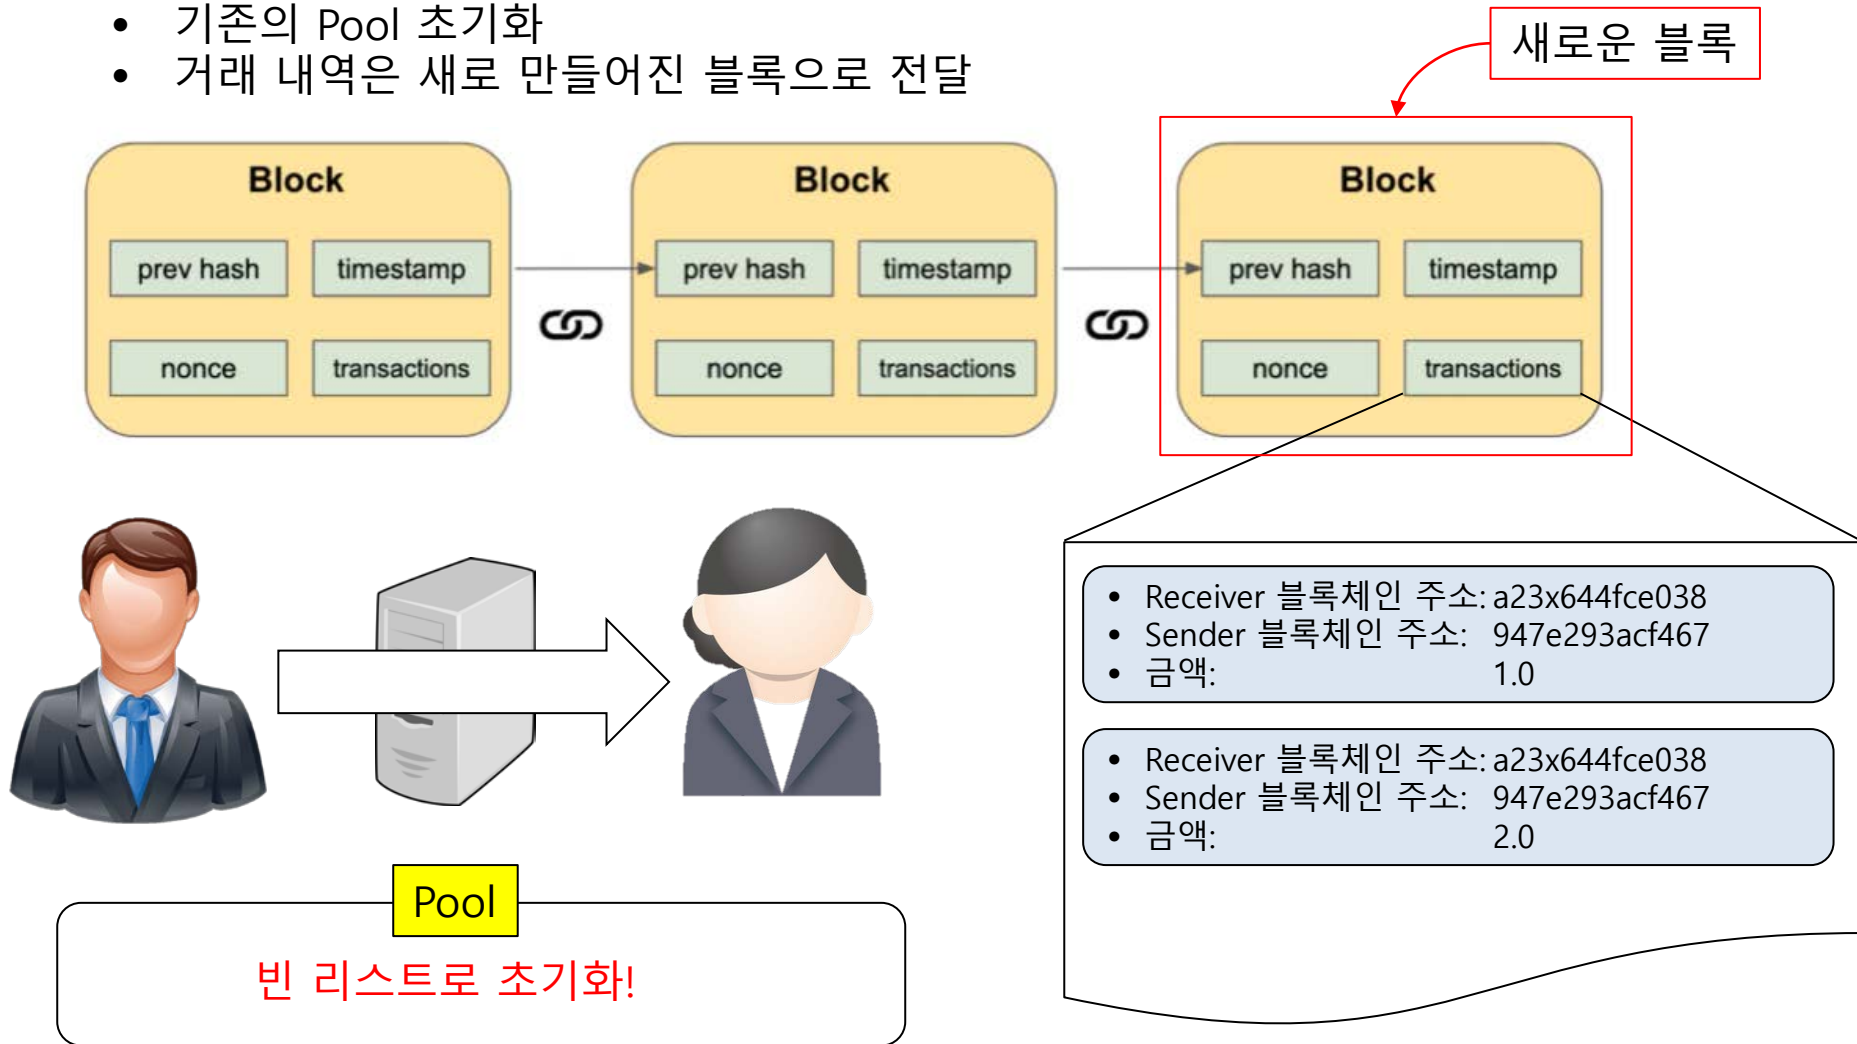 • 기존의 Pool 초기화
• 거래 내역은 새로 만들어진 블록으로 전달
새로운 블록
Block
prev hash
timestamp
nonce
transactions
Block
prev hash
timestamp
nonce
transactions
Block
prev hash
timestamp
nonce
transactions
• Receiver 블록체인 주소: a23x644fce038
• Sender 블록체인 주소: 947e293acf467
• 금액: 1.0
• Receiver 블록체인 주소: a23x644fce038
• Sender 블록체인 주소: 947e293acf467
• 금액: 2.0
Pool
빈 리스트로 초기화!